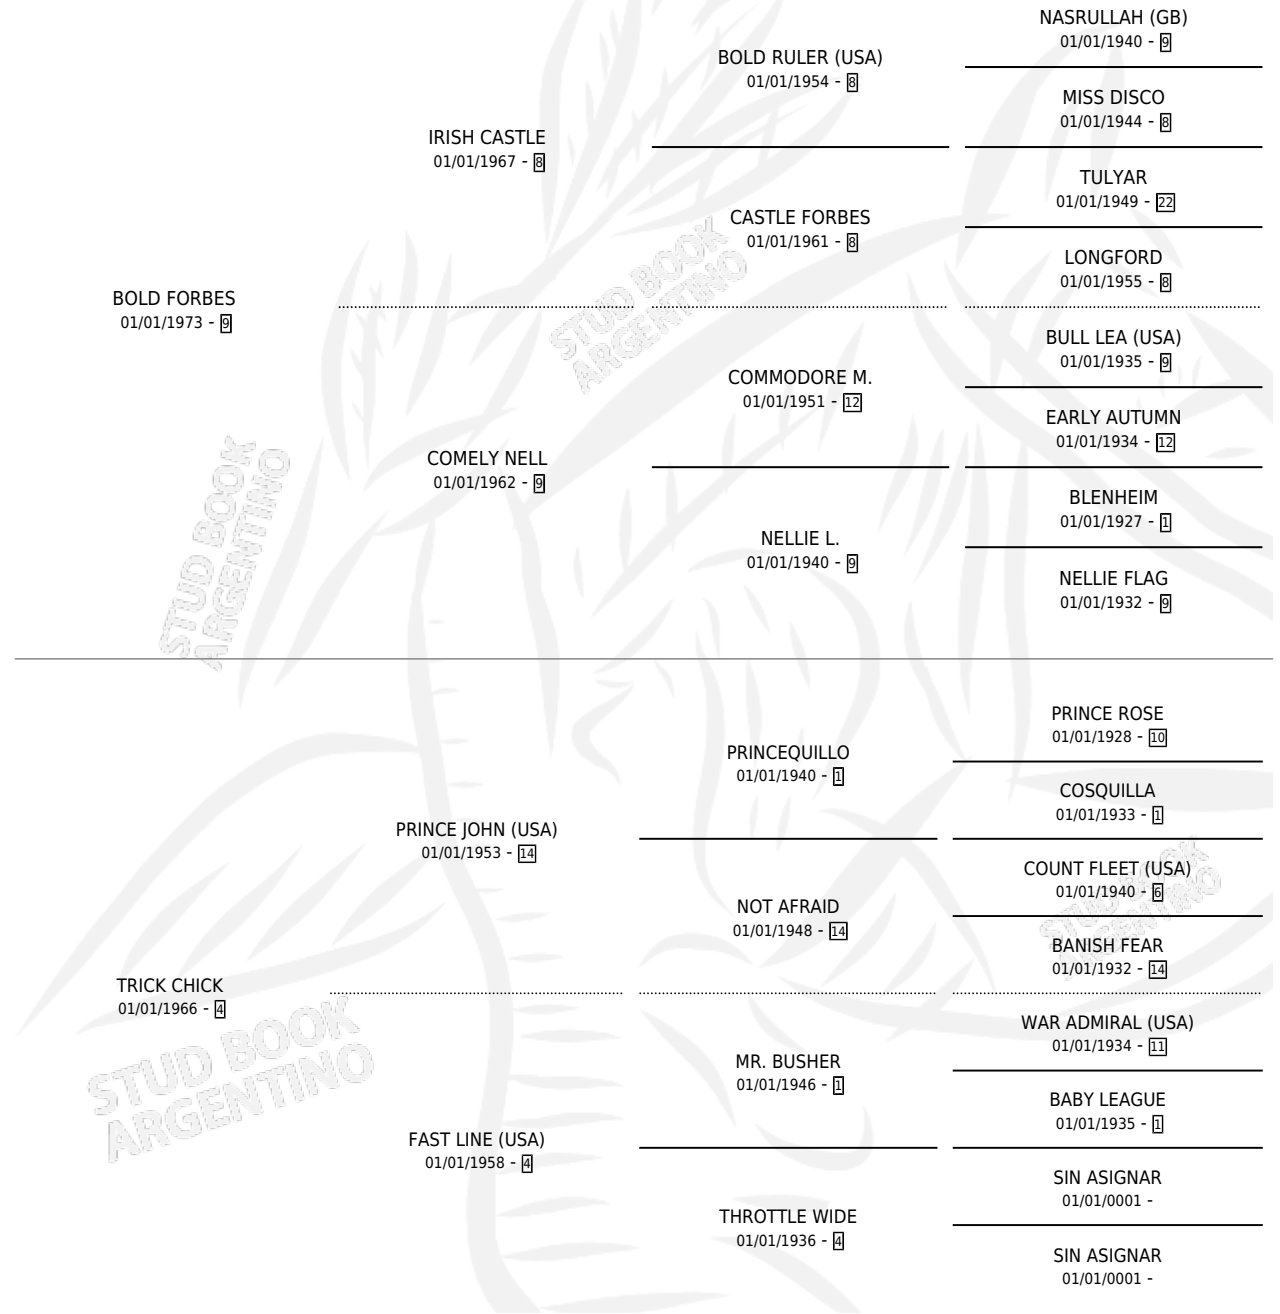 NASRULLAH (GB)
01/01/1940 - 9
BOLD RULER (USA)
01/01/1954 - 8
MISS DISCO
01/01/1944 - 8
IRISH CASTLE
01/01/1967 - 8
TULYAR
01/01/1949 - 22
CASTLE FORBES
01/01/1961 - 8
LONGFORD
01/01/1955 - 8
BOLD FORBES
01/01/1973 - 9
STUD BOOK
ARGENTINO
BULL LEA (USA)
01/01/1935 - 9
COMMODORE M.
01/01/1951 - 12
EARLY AUTUMN
01/01/1934 - 12
COMELY NELL
01/01/1962 - 9
BLENHEIM
01/01/1927 - 1
NELLIE L.
01/01/1940 - 9
NELLIE FLAG
01/01/1932 - 9
STUD BOOK
ARGENTINO
PRINCE ROSE
01/01/1928 - 10
PRINCEQUILLO
01/01/1940 - 1
COSQUILLA
01/01/1933 - 1
PRINCE JOHN (USA)
01/01/1953 - 14
COUNT FLEET (USA)
01/01/1940 - 6
STUD BOOK
ARGENTINO
NOT AFRAID
01/01/1948 - 14
BANISH FEAR
01/01/1932 - 14
TRICK CHICK
01/01/1966 - 4
STUD BOOK
ARGENTINO
WAR ADMIRAL (USA)
01/01/1934 - 11
MR. BUSHER
01/01/1946 - 1
BABY LEAGUE
01/01/1935 - 1
FAST LINE (USA)
01/01/1958 - 4
SIN ASIGNAR
01/01/0001 -
THROTTLE WIDE
01/01/1936 - 4
SIN ASIGNAR
01/01/0001 -